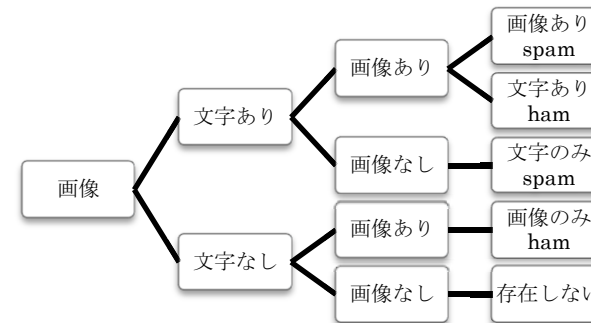 画像
文字あり
文字なし
画像あり
画像なし
画像あり
画像なし
画像あり
spam
文字あり
ham
文字のみ
spam
画像のみ
ham
存在しない